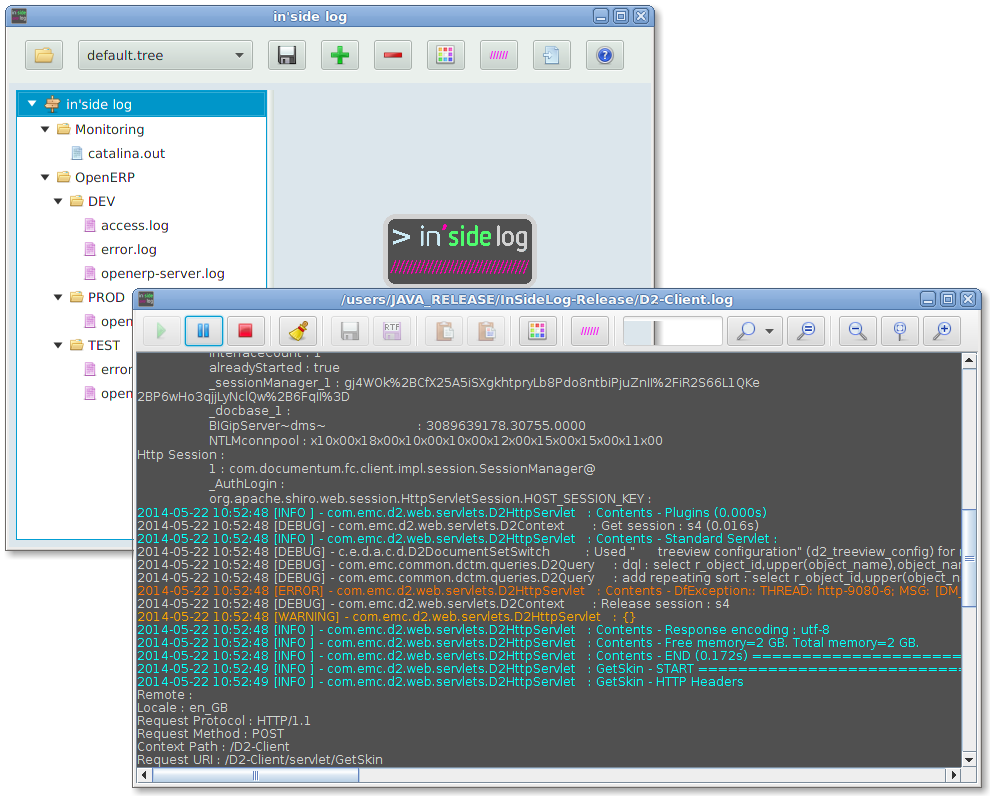 in'side log
default.tree
in'side log
Monitoring
catalina.out
OpenERP
DEV
access.log
error.log
openerp-server.log
PROD
open
TEST
error
open
> in'side log
/users/JAVA_RELEASE/InSideLog-Release/D2-Client.log
RTF
interfaceCount : 1
alreadyStarted : true
_sessionManager_1 : gj4WOk%2BCfX25A5iSXgkhtpryLb8Pdo8ntbiPjuZnII%2FiR2S66L1QKe
2BP6wHo3qjjLyNclQw%2B6FqII%3D
_docbase_1 :
BIGipServer~dms~ : 3089639178.30755.0000
NTLMconnpool : x10x00x18x00x10x00x10x00x12x00x15x00x15x00x11x00
Http Session :
1 : com.documentum.fc.client.impl.session.SessionManager@
_AuthLogin :
org.apache.shiro.web.session.HttpServletSession.HOST_SESSION_KEY :
2014-05-22 10:52:48 [INFO ] - com.emc.d2.web.servlets.D2HttpServlet : Contents - Plugins (0.000s)
2014-05-22 10:52:48 [DEBUG] - com.emc.d2.web.servlets.D2Context : Get session : s4 (0.016s)
2014-05-22 10:52:48 [INFO ] - com.emc.d2.web.servlets.D2HttpServlet : Contents - Standard Servlet :
2014-05-22 10:52:48 [DEBUG] - c.e.d.a.c.d.D2DocumentSetSwitch : Used " treeview configuration" (d2_treeview_config) for
2014-05-22 10:52:48 [DEBUG] - com.emc.common.dctm.queries.D2Query : dql : select r_object_id,upper(object_name),object_nam
2014-05-22 10:52:48 [DEBUG] - com.emc.common.dctm.queries.D2Query : add repeating sort : select r_object_id,upper(object_n
2014-05-22 10:52:48 [ERROR] - com.emc.d2.web.servlets.D2HttpServlet : Contents - DfException:: THREAD: http-9080-6; MSG: [DM_
2014-05-22 10:52:48 [DEBUG] - com.emc.d2.web.servlets.D2Context : Release session : s4
2014-05-22 10:52:48 [WARNING] - com.emc.d2.web.servlets.D2HttpServlet : {}
2014-05-22 10:52:48 [INFO ] - com.emc.d2.web.servlets.D2HttpServlet : Contents - Response encoding : utf-8
2014-05-22 10:52:48 [INFO ] - com.emc.d2.web.servlets.D2HttpServlet : Contents - Free memory=2 GB. Total memory=2 GB.
2014-05-22 10:52:48 [INFO ] - com.emc.d2.web.servlets.D2HttpServlet : Contents - END (0.172s) =======================
2014-05-22 10:52:49 [INFO ] - com.emc.d2.web.servlets.D2HttpServlet : GetSkin - START =============================
2014-05-22 10:52:49 [INFO ] - com.emc.d2.web.servlets.D2HttpServlet : GetSkin - HTTP Headers
Remote :
Locale : en_GB
Request Protocol : HTTP/1.1
Request Method : POST
Context Path : /D2-Client
Request URI : /D2-Client/servlet/GetSkin